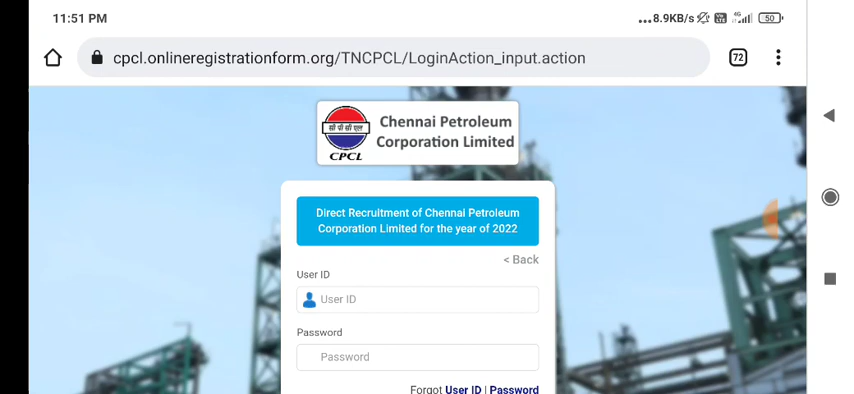 11:51 PM
...8.9KB/s 4G 50
72
cpcl.onlineregistrationform.org/TNCPCL/LoginAction_input.action
सी पी सी एल
CPCL
Chennai Petroleum
Corporation Limited
Direct Recruitment of Chennai Petroleum
Corporation Limited for the year of 2022
< Back
User ID
User ID
Password
Password
Forgot User ID | Password